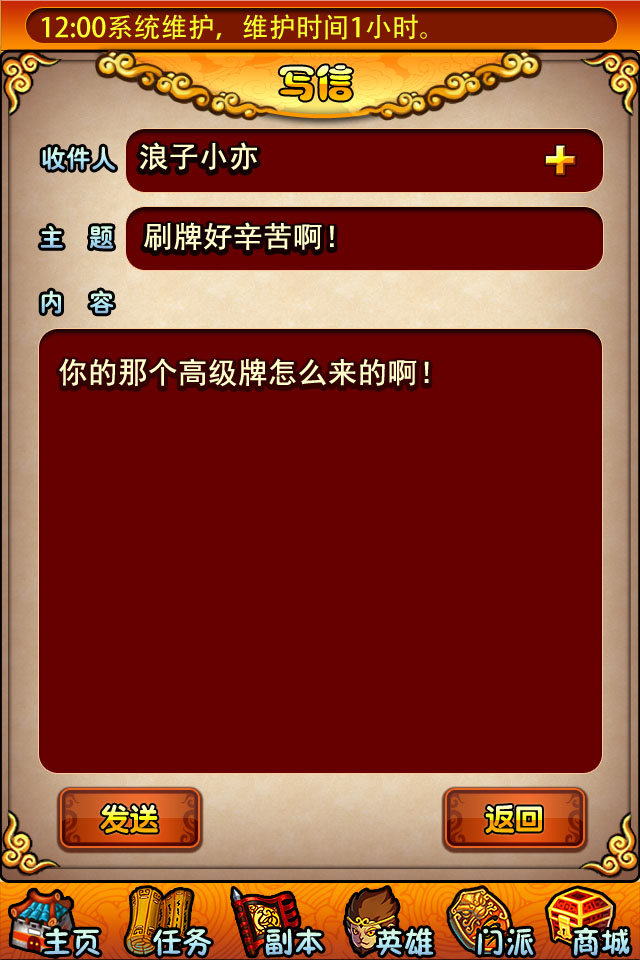 12:00系统维护，维护时间1小时。
写信
收件人 浪子小亦
主 题 刷牌好辛苦啊！
内 容
你的那个高级牌怎么来的啊！
发送 返回
主页 任务 副本 英雄 门派 商城